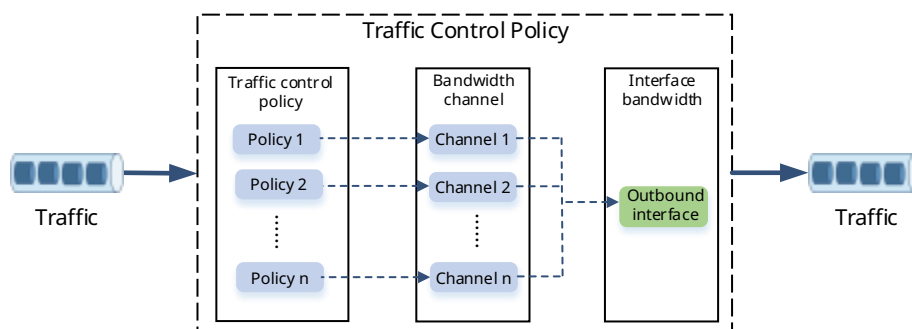 Traffic Control Policy
Traffic control
policy
Policy 1
Policy 2
......
Policy n
Bandwidth
channel
Channel 1
Channel 2
......
Channel n
Interface
bandwidth
Outbound
interface
Traffic
Traffic